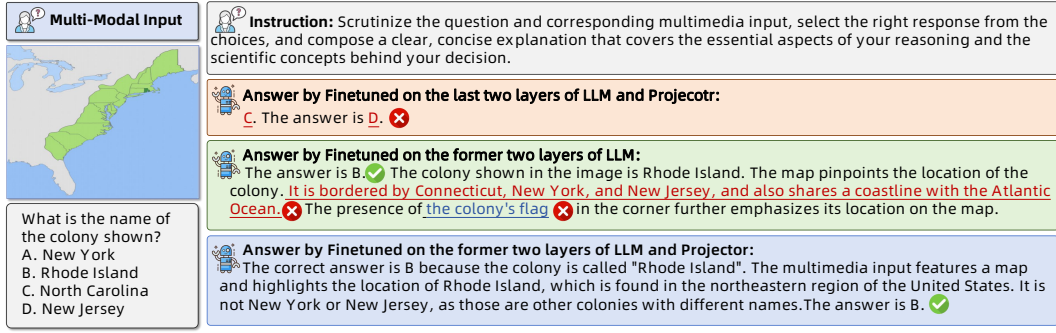 Multi-Modal Input
What is the name of
the colony shown?
A. New York
B. Rhode Island
C. North Carolina
D. New Jersey
Instruction: Scrutinize the question and corresponding multimedia input, select the right response from the
choices, and compose a clear, concise explanation that covers the essential aspects of your reasoning and the
scientific concepts behind your decision.
Answer by Finetuned on the last two layers of LLM and Projecotr:
C. The answer is D.
Answer by Finetuned on the former two layers of LLM:
The answer is B. The colony shown in the image is Rhode Island. The map pinpoints the location of the
colony. It is bordered by Connecticut, New York, and New Jersey, and also shares a coastline with the Atlantic
Ocean. The presence of the colony's flag in the corner further emphasizes its location on the map.
Answer by Finetuned on the former two layers of LLM and Projector:
The correct answer is B because the colony is called "Rhode Island". The multimedia input features a map
and highlights the location of Rhode Island, which is found in the northeastern region of the United States. It is
not New York or New Jersey, as those are other colonies with different names.The answer is B.